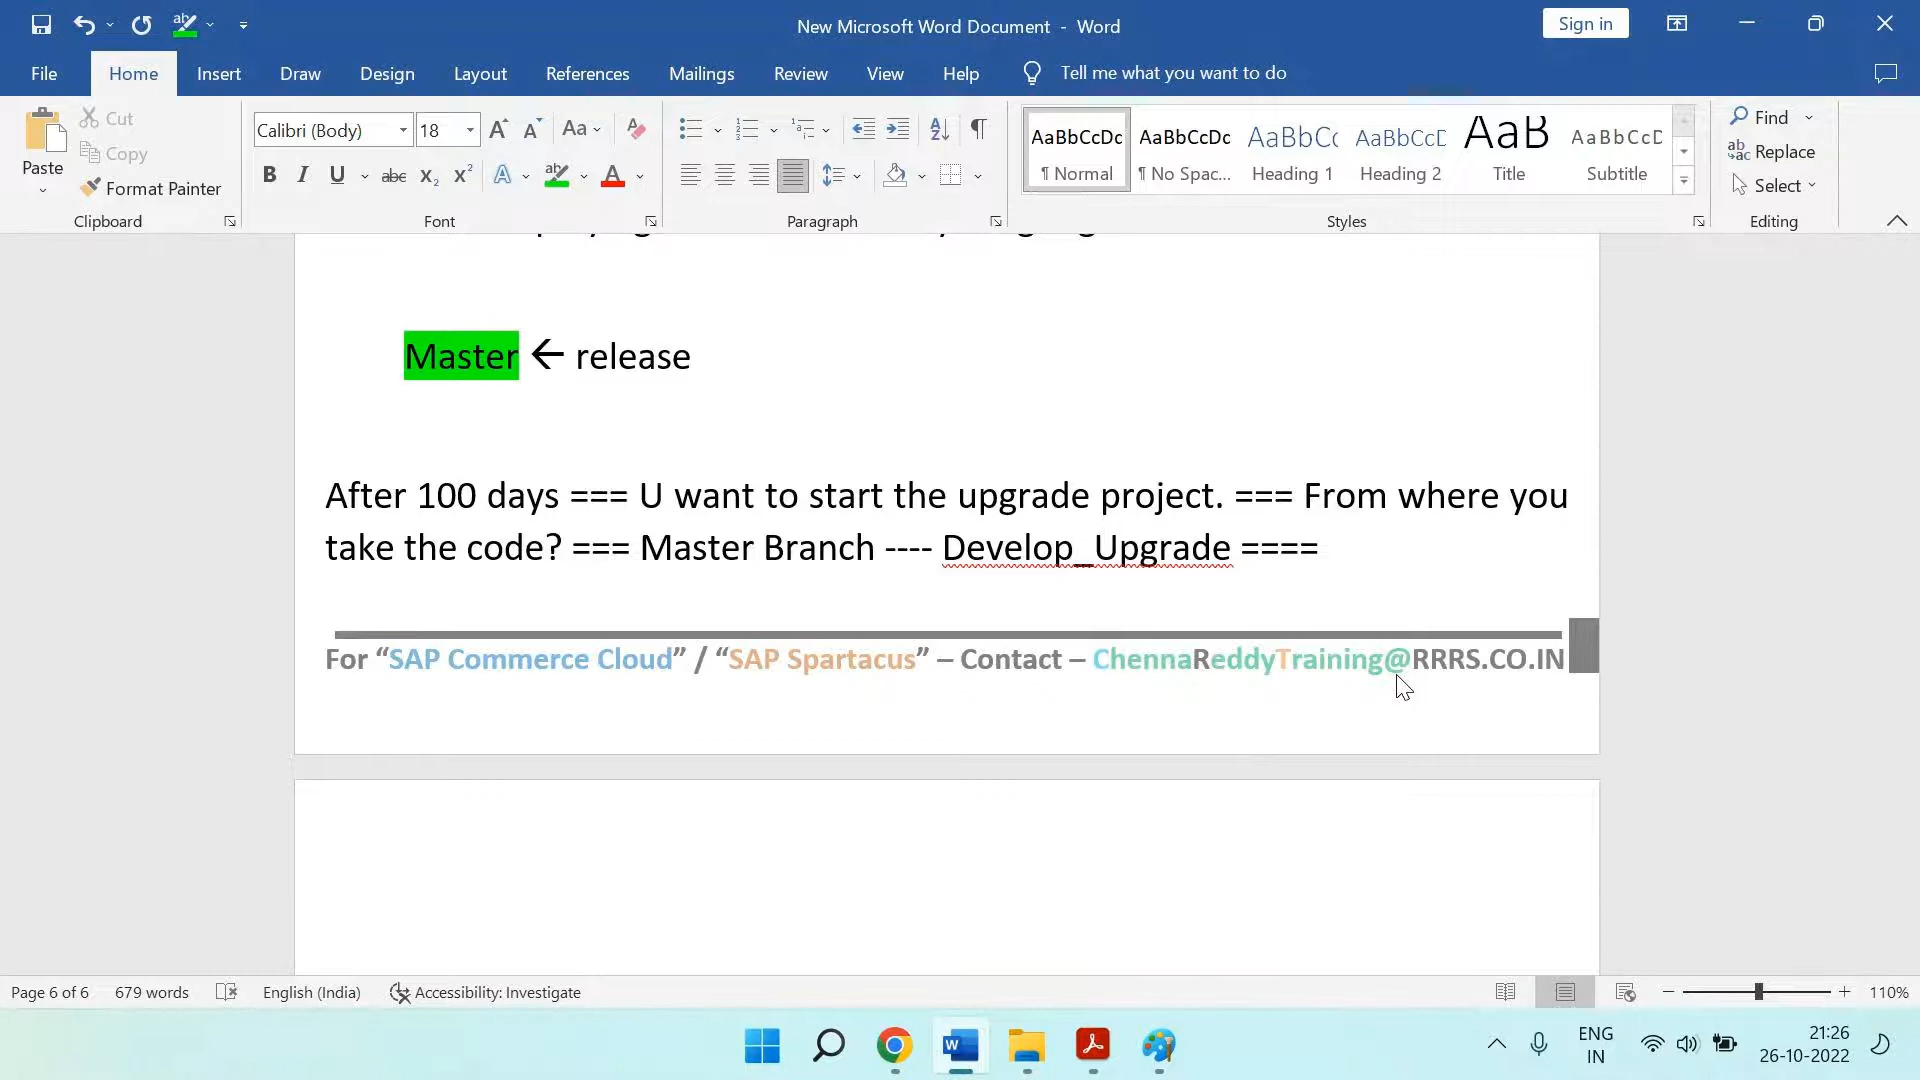 New Microsoft Word Document - Word
Sign in
File Home Insert Draw Design Layout References Mailings Review View Help Tell me what you want to do
Paste
Cut
Copy
Format Painter
Clipboard
Calibri (Body) 18
Font
Paragraph
AaBbCcDc AaBbCcDc AaBbCc AaBbCcD AaB AaBbCcD
¶ Normal ¶ No Spac... Heading 1 Heading 2 Title Subtitle
Styles
Find
Replace
Select
Editing
Master ← release
After 100 days === U want to start the upgrade project. === From where you
take the code? === Master Branch ---- Develop_Upgrade ====
For “SAP Commerce Cloud” / “SAP Spartacus” – Contact – ChennaReddyTraining@RRRS.CO.IN
Page 6 of 6 679 words English (India) Accessibility: Investigate 110%
ENG
IN
21:26
26-10-2022